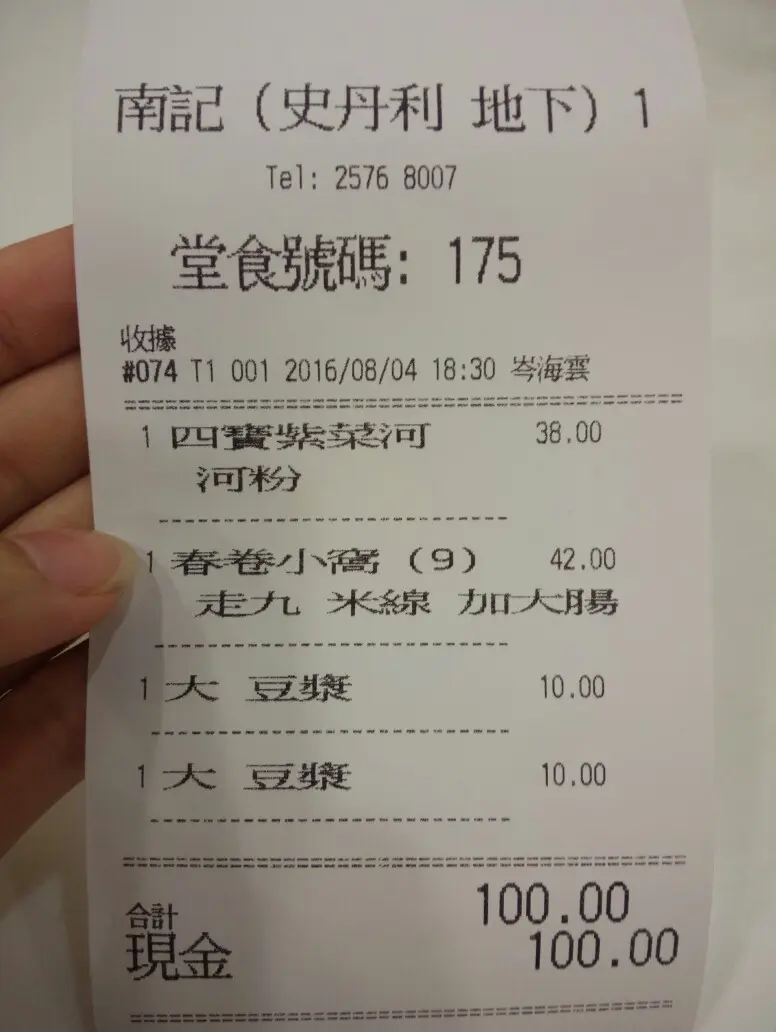 南記 (史丹利 地下) 1
Tel: 2576 8007
堂食號碼: 175
收據
#074 T1 001 2016/08/04 18:30 岑海雲
1 四寶紫菜河 38.00
河粉
1 春卷小窩 (9) 42.00
走九 米線 加大腸
1 大 豆漿 10.00
1 大 豆漿 10.00
合計 100.00
現金 100.00